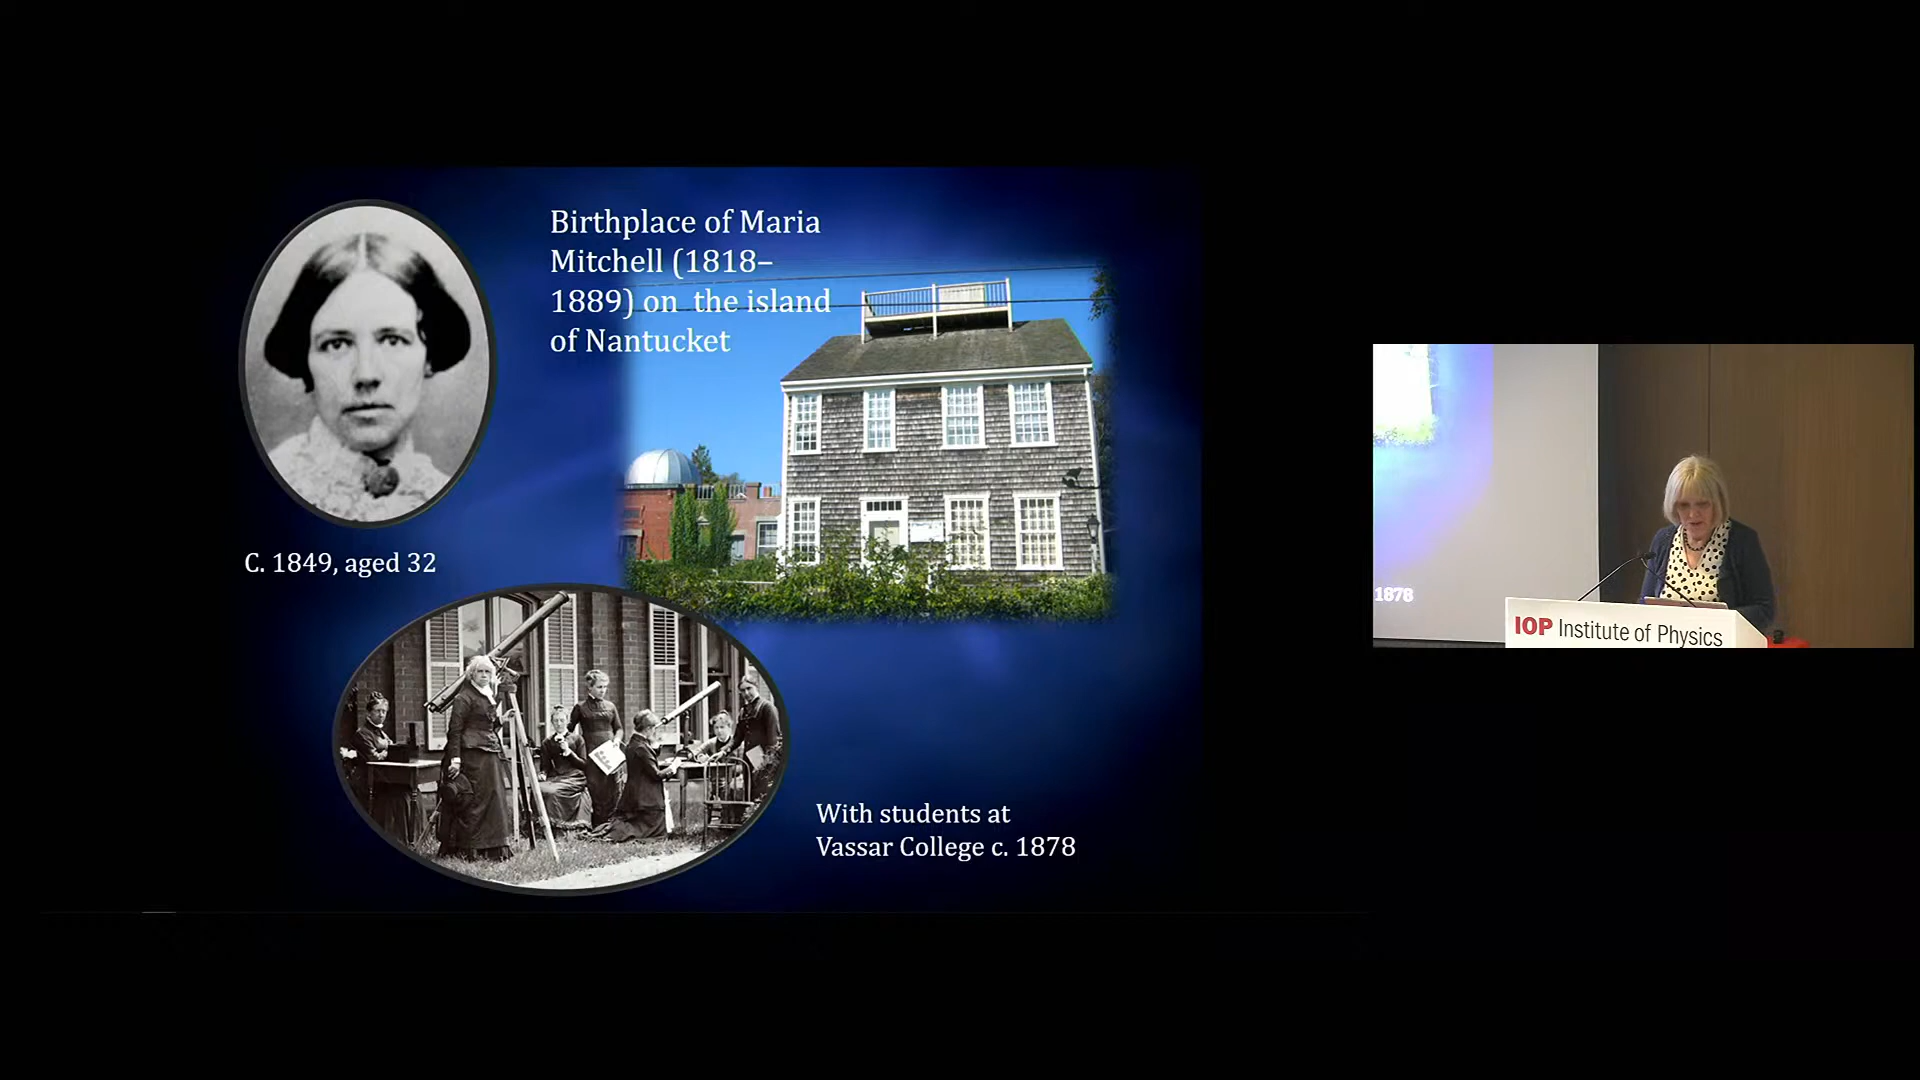 Birthplace of Maria
Mitchell (1818–
1889) on  the island
of Nantucket
C. 1849, aged 32
With students at
Vassar College c. 1878
1878
IOP Institute of Physics